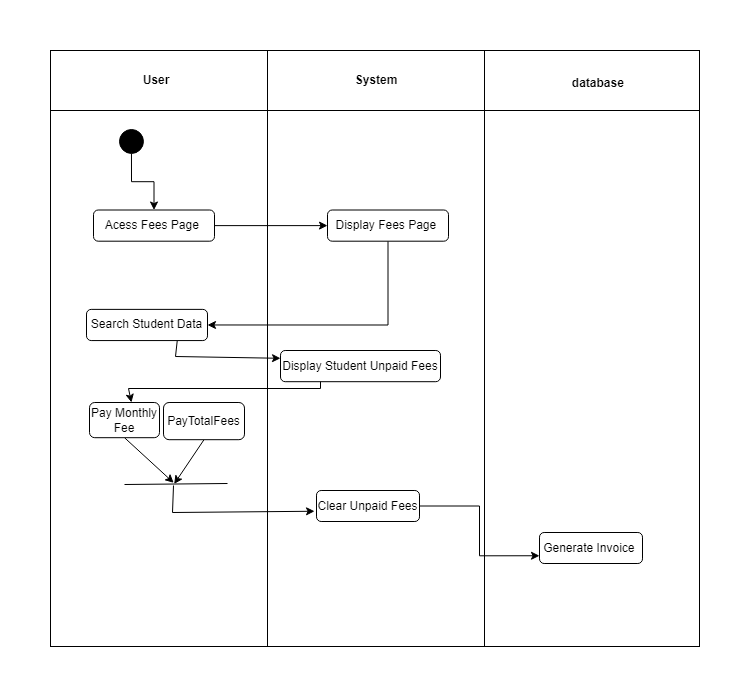 User
System
database
Acess Fees Page
Display Fees Page
Search Student Data
Display Student Unpaid Fees
Pay Monthly
Fee
PayTotalFees
Clear Unpaid Fees
Generate Invoice